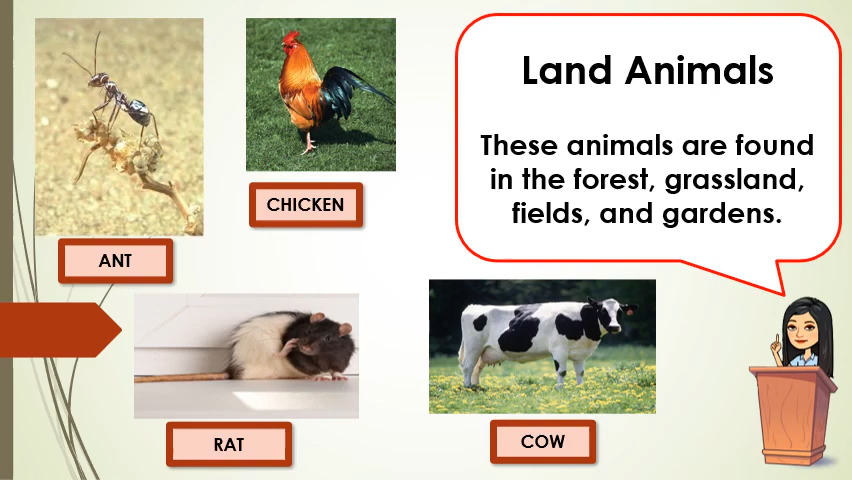 Land Animals
These animals are found
in the forest, grassland,
fields, and gardens.
CHICKEN
ANT
RAT
COW